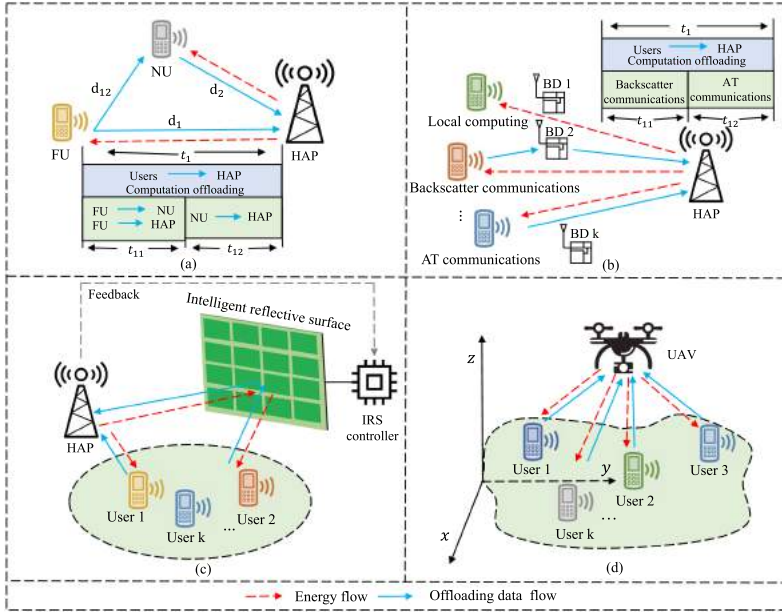 NU
d₁₂
d₂
FU
d₁
HAP
t₁
Users HAP
Computation offloading
FU NU
FU HAP
NU HAP
t₁₁
t₁₂
(a)
t₁
Users HAP
Computation offloading
Backscatter
communications
AT
communications
t₁₁
t₁₂
BD 1
Local computing
BD 2
Backscatter communications
HAP
⋮
AT communications
BD k
(b)
Feedback
Intelligent reflective surface
HAP
IRS
controller
User 1
User k
...
User 2
(c)
z
UAV
User 1
y
User 2
User 3
x
User k
...
(d)
Energy flow
Offloading data flow